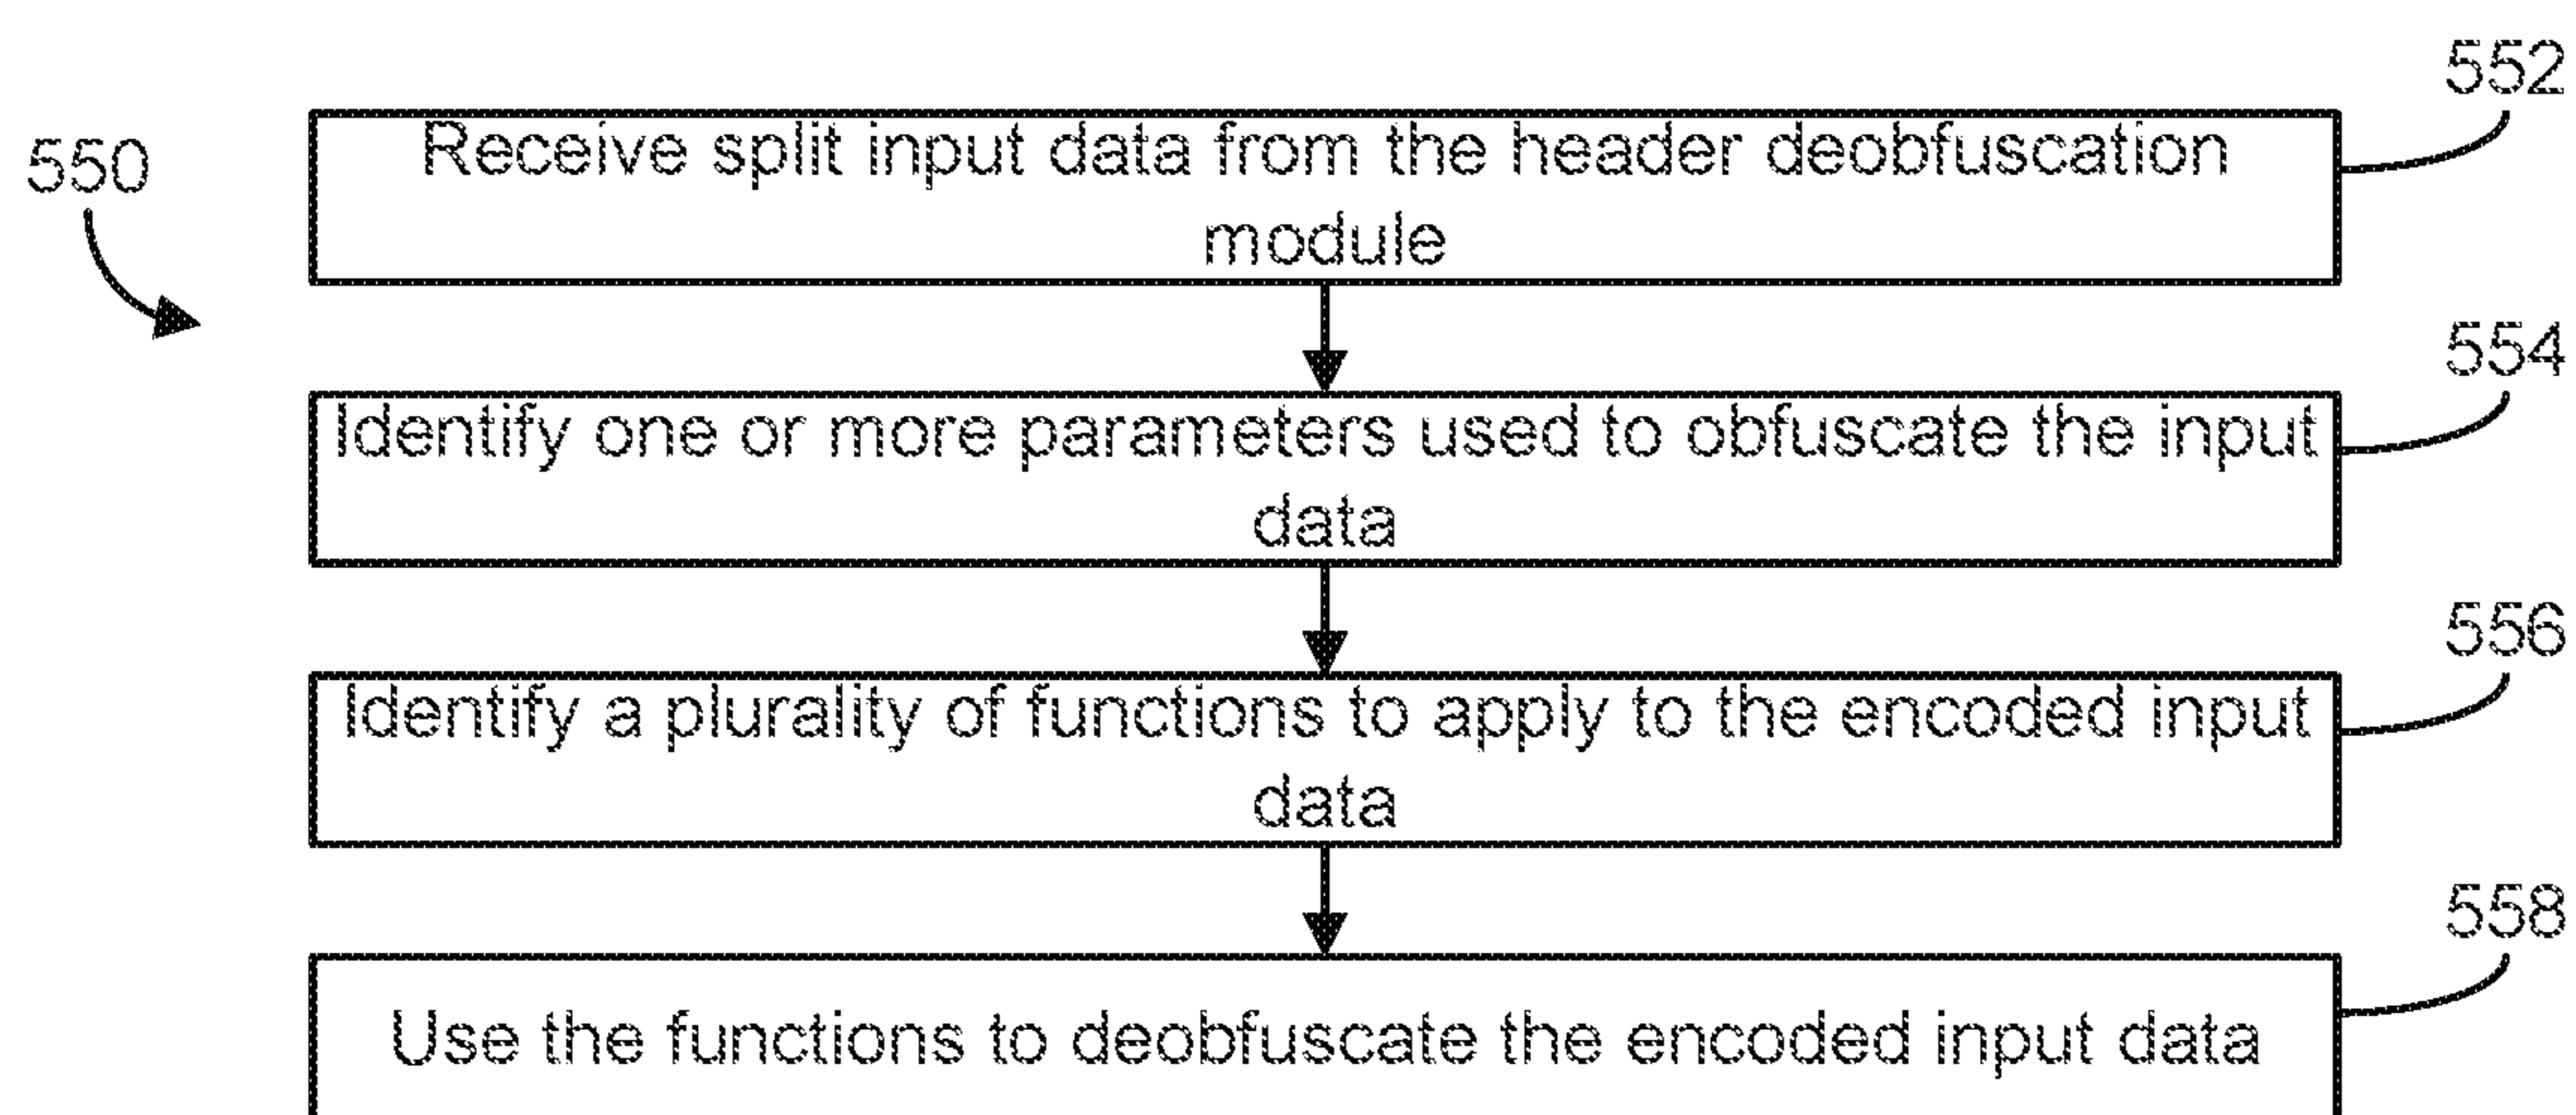 552
550
Receive split input data from the header deobfuscation
module
554
Identify one or more parameters used to obfuscate the input
data
556
Identify a plurality of functions to apply to the encoded input
data
558
Use the functions to deobfuscate the encoded input data